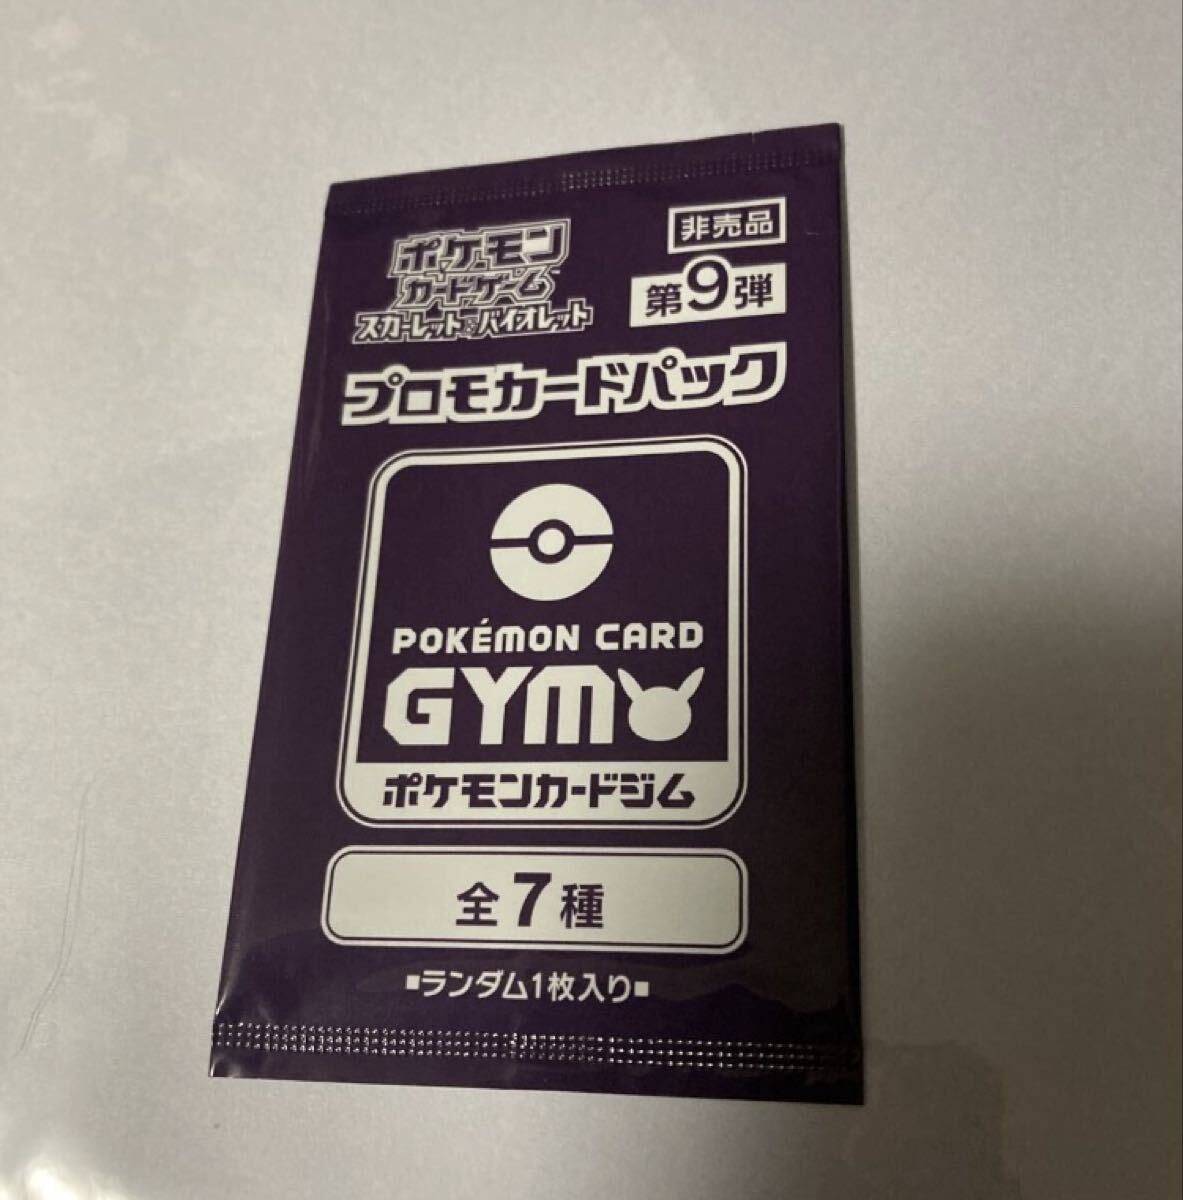 ポケモン
カードゲーム™
スカーレット&バイオレット
非売品
第9弾
プロモカードパック
POKÉMON CARD
GYM
ポケモンカードジム
全7種
■ランダム1枚入り■